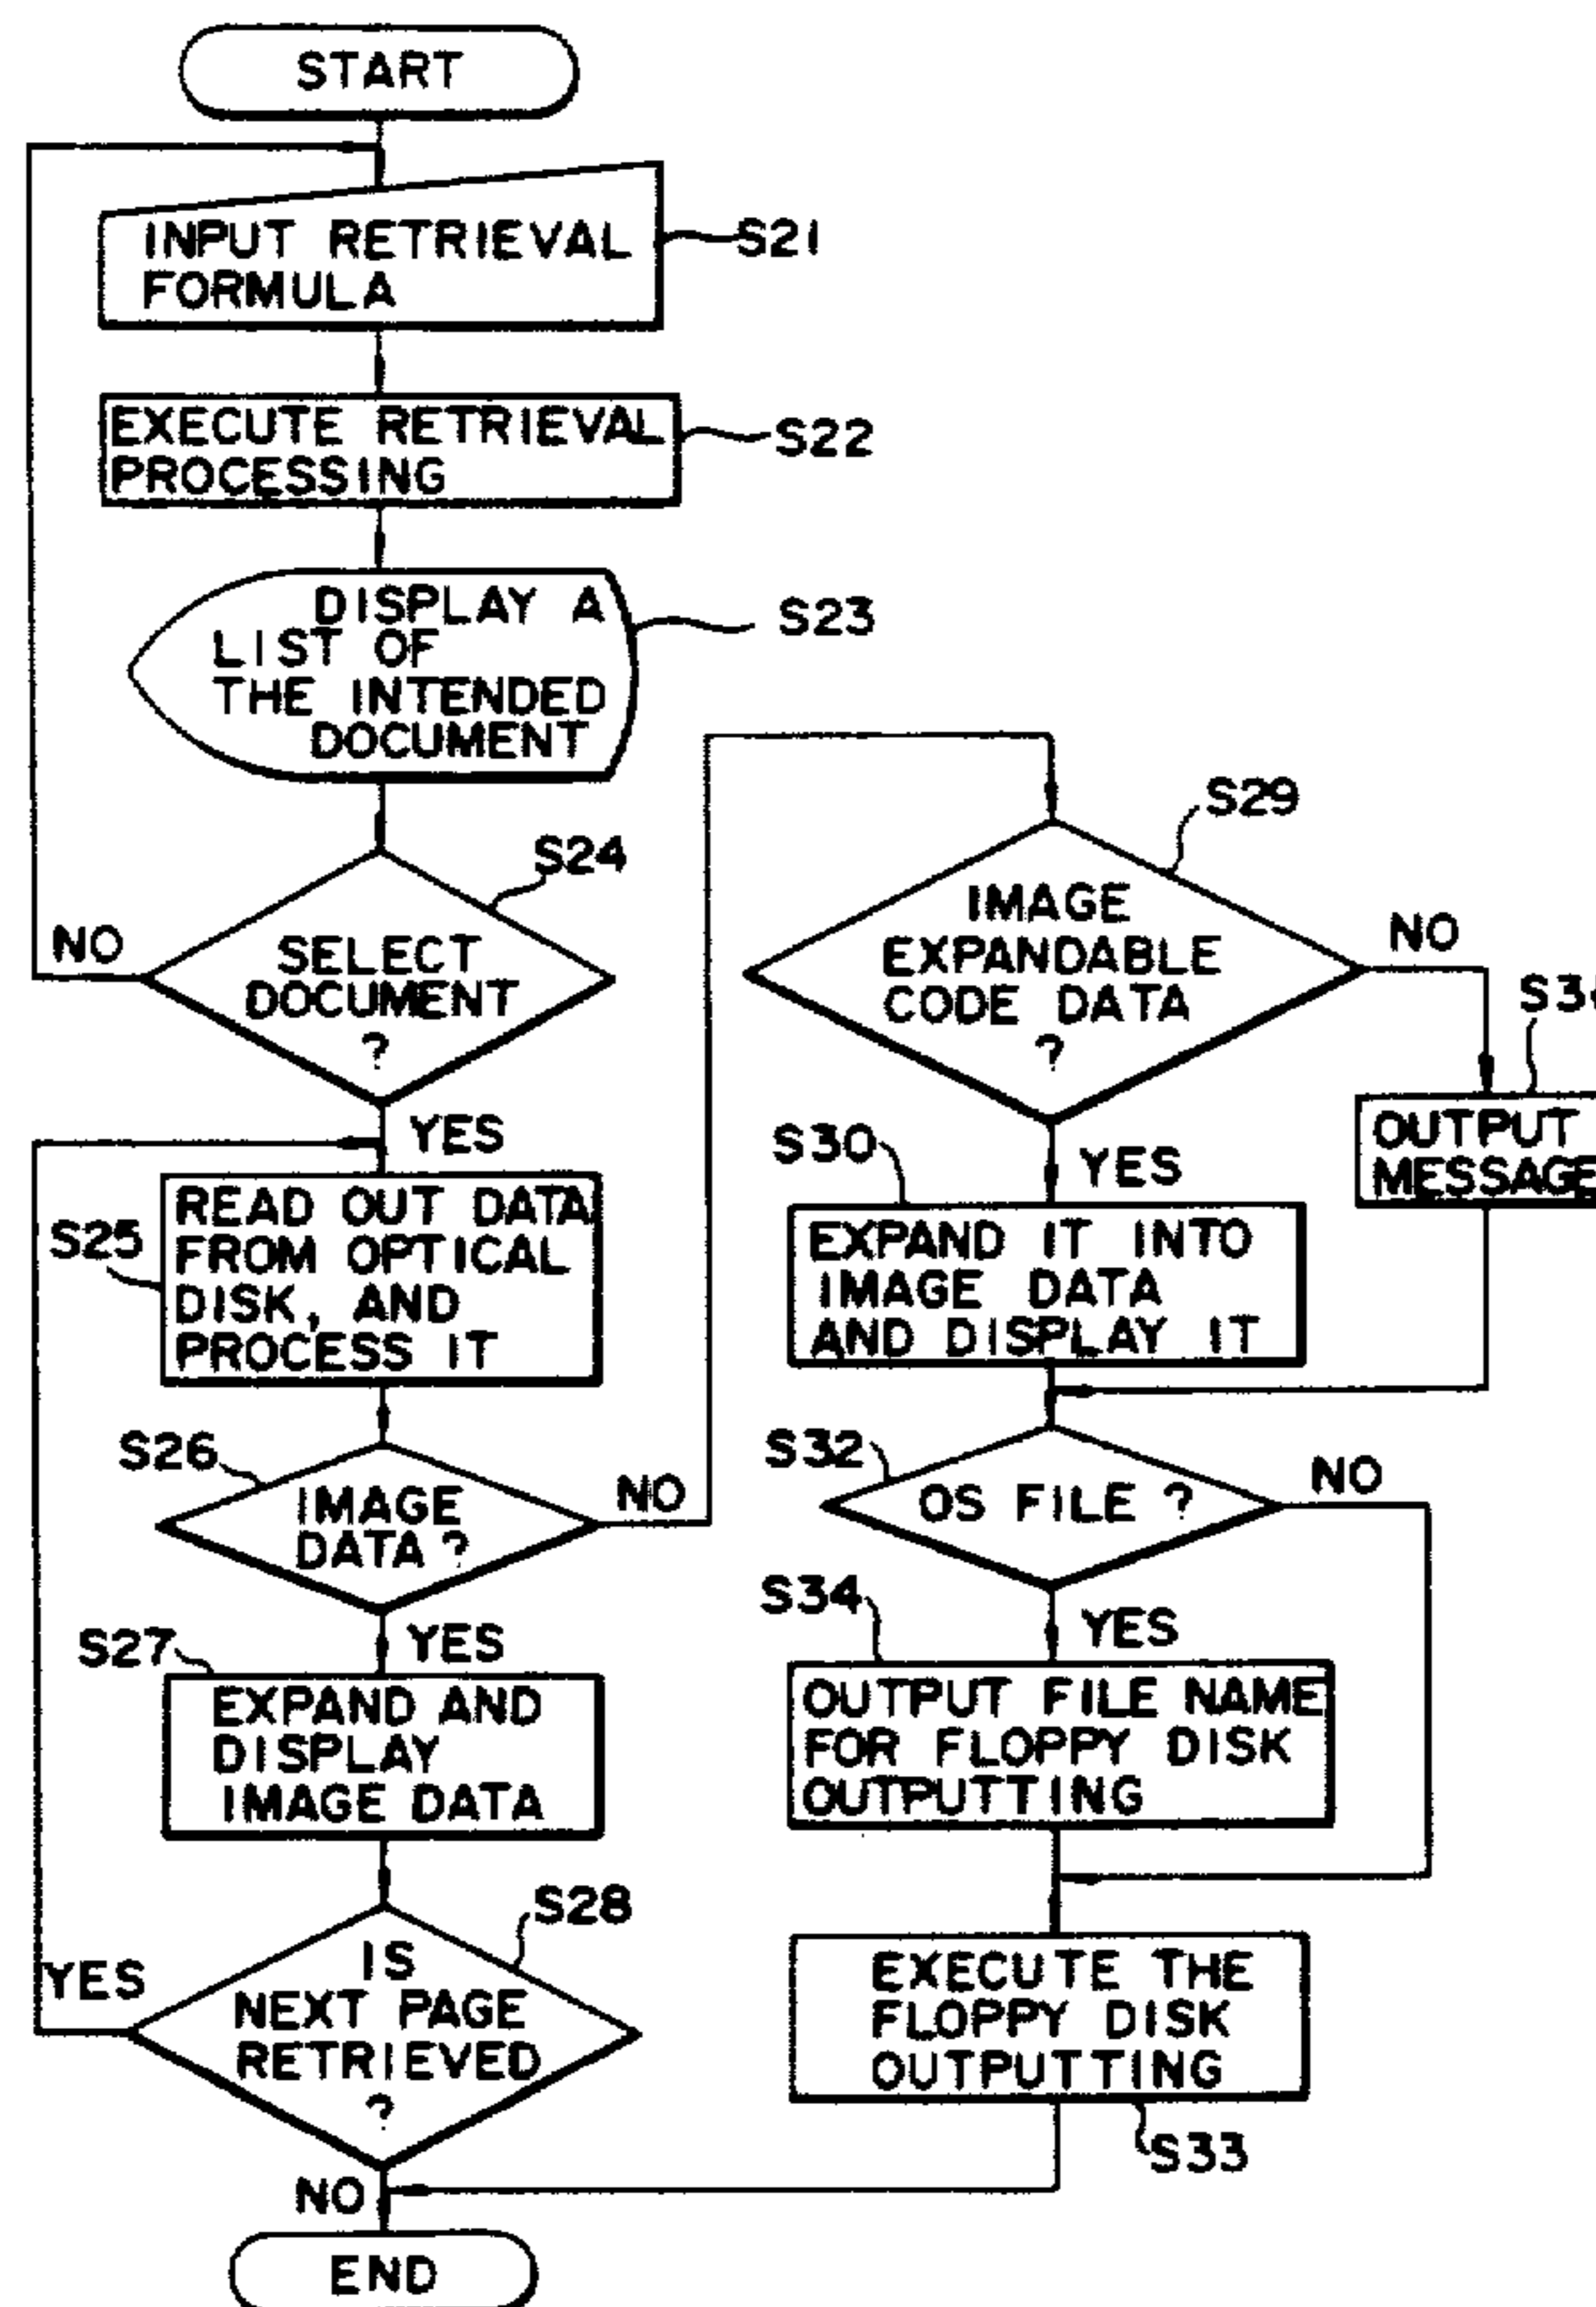 START
INPUT RETRIEVAL
FORMULA
S21
EXECUTE RETRIEVAL
PROCESSING
S22
DISPLAY A
LIST OF
THE INTENDED
DOCUMENT
S23
S24
NO
SELECT
DOCUMENT
?
YES
S25
READ OUT DATA
FROM OPTICAL
DISK, AND
PROCESS IT
S26
IMAGE
DATA ?
NO
YES
S27
EXPAND AND
DISPLAY
IMAGE DATA
S28
YES
IS
NEXT PAGE
RETRIEVED
?
NO
END
S29
IMAGE
EXPANDABLE
CODE DATA
?
NO
OUTPUT
MESSAGE
S30
YES
EXPAND IT INTO
IMAGE DATA
AND DISPLAY IT
S32
OS FILE ?
NO
S34
YES
OUTPUT FILE NAME
FOR FLOPPY DISK
OUTPUTTING
EXECUTE THE
FLOPPY DISK
OUTPUTTING
S33